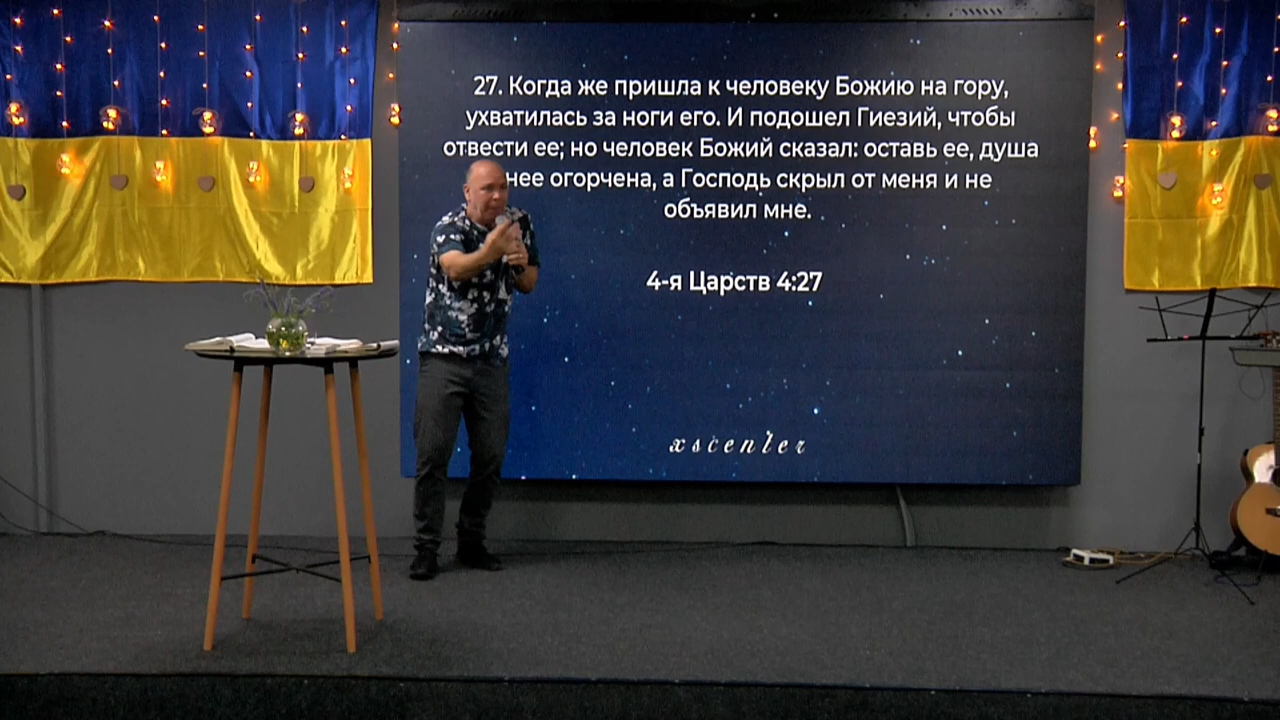 27. Когда же пришла к человеку Божию на гору,
ухватилась за ноги его. И подошел Гиезий, чтобы
отвести ее; но человек Божий сказал: оставь ее, душа
нее огорчена, а Господь скрыл от меня и не
объявил мне.
4-я Царств 4:27
xscenter